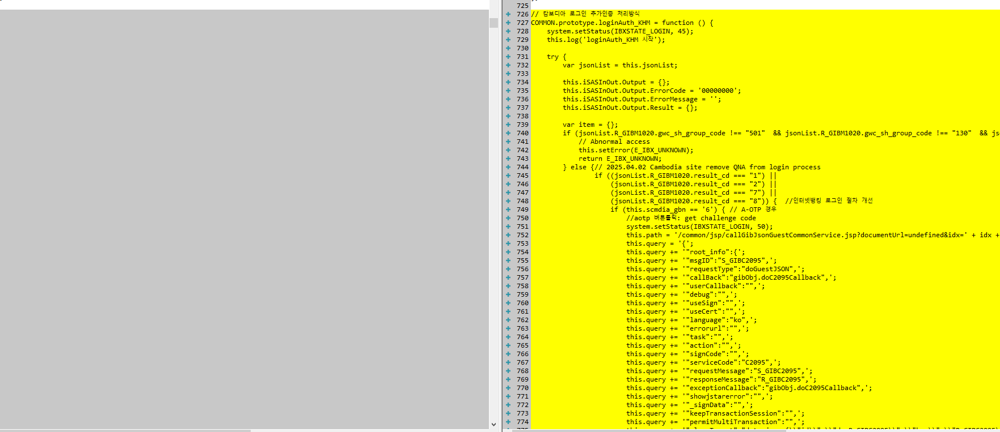 725
726 // 캄보디아 로그인 추가인증 처리방식
727 COMMON.prototype.loginAuth_KHM = function () {
728 system.setStatus(IBXSTATE_LOGIN, 45);
729 this.log('loginAuth_KHM 시작');
730
731 try {
732 var jsonList = this.jsonList;
733
734 this.iSASInOut.Output = {};
735 this.iSASInOut.Output.ErrorCode = '00000000';
736 this.iSASInOut.Output.ErrorMessage = '';
737 this.iSASInOut.Output.Result = {};
738
739 var item = {};
740 if (jsonList.R_GIBM1020.gwc_sh_group_code !== "501" && jsonList.R_GIBM1020.gwc_sh_group_code !== "130" && js
741 // Abnormal access
742 this.setError(E_IBX_UNKNOWN);
743 return E_IBX_UNKNOWN;
744 } else {// 2025.04.02 Cambodia site remove QNA from login process
745 if ((jsonList.R_GIBM1020.result_cd === "1") ||
746 (jsonList.R_GIBM1020.result_cd === "2") ||
747 (jsonList.R_GIBM1020.result_cd === "7") ||
748 (jsonList.R_GIBM1020.result_cd === "8")) { //인터넷뱅킹 로그인 절차 개선
749 if (this.scmdia_gbn == '6') { // A-OTP 경우
750 //aotp 버튼클릭: get challenge code
751 system.setStatus(IBXSTATE_LOGIN, 50);
752 this.path = '/common/jsp/callGibJsonGuestCommonService.jsp?documentUrl=undefined&idx=' + idx +
753 this.query = '{';
754 this.query += '"root_info":{';
755 this.query += '"msgID":"S_GIBC2095",';
756 this.query += '"requestType":"doGuestJSON",';
757 this.query += '"callBack":"gibObj.doC2095Callback",';
758 this.query += '"userCallback":"",';
759 this.query += '"debug":"",';
760 this.query += '"useSign":"",';
761 this.query += '"useCert":"",';
762 this.query += '"language":"ko",';
763 this.query += '"errorurl":"",';
764 this.query += '"task":"",';
765 this.query += '"action":"",';
766 this.query += '"signCode":"",';
767 this.query += '"serviceCode":"C2095",';
768 this.query += '"requestMessage":"S_GIBC2095",';
769 this.query += '"responseMessage":"R_GIBC2095",';
770 this.query += '"exceptionCallback":"gibObj.doC2095Callback",';
771 this.query += '"showjstarerror":"",';
772 this.query += '"_signData":"",';
773 this.query += '"keepTransactionSession":"",';
774 this.query += '"permitMultiTransaction":"",';